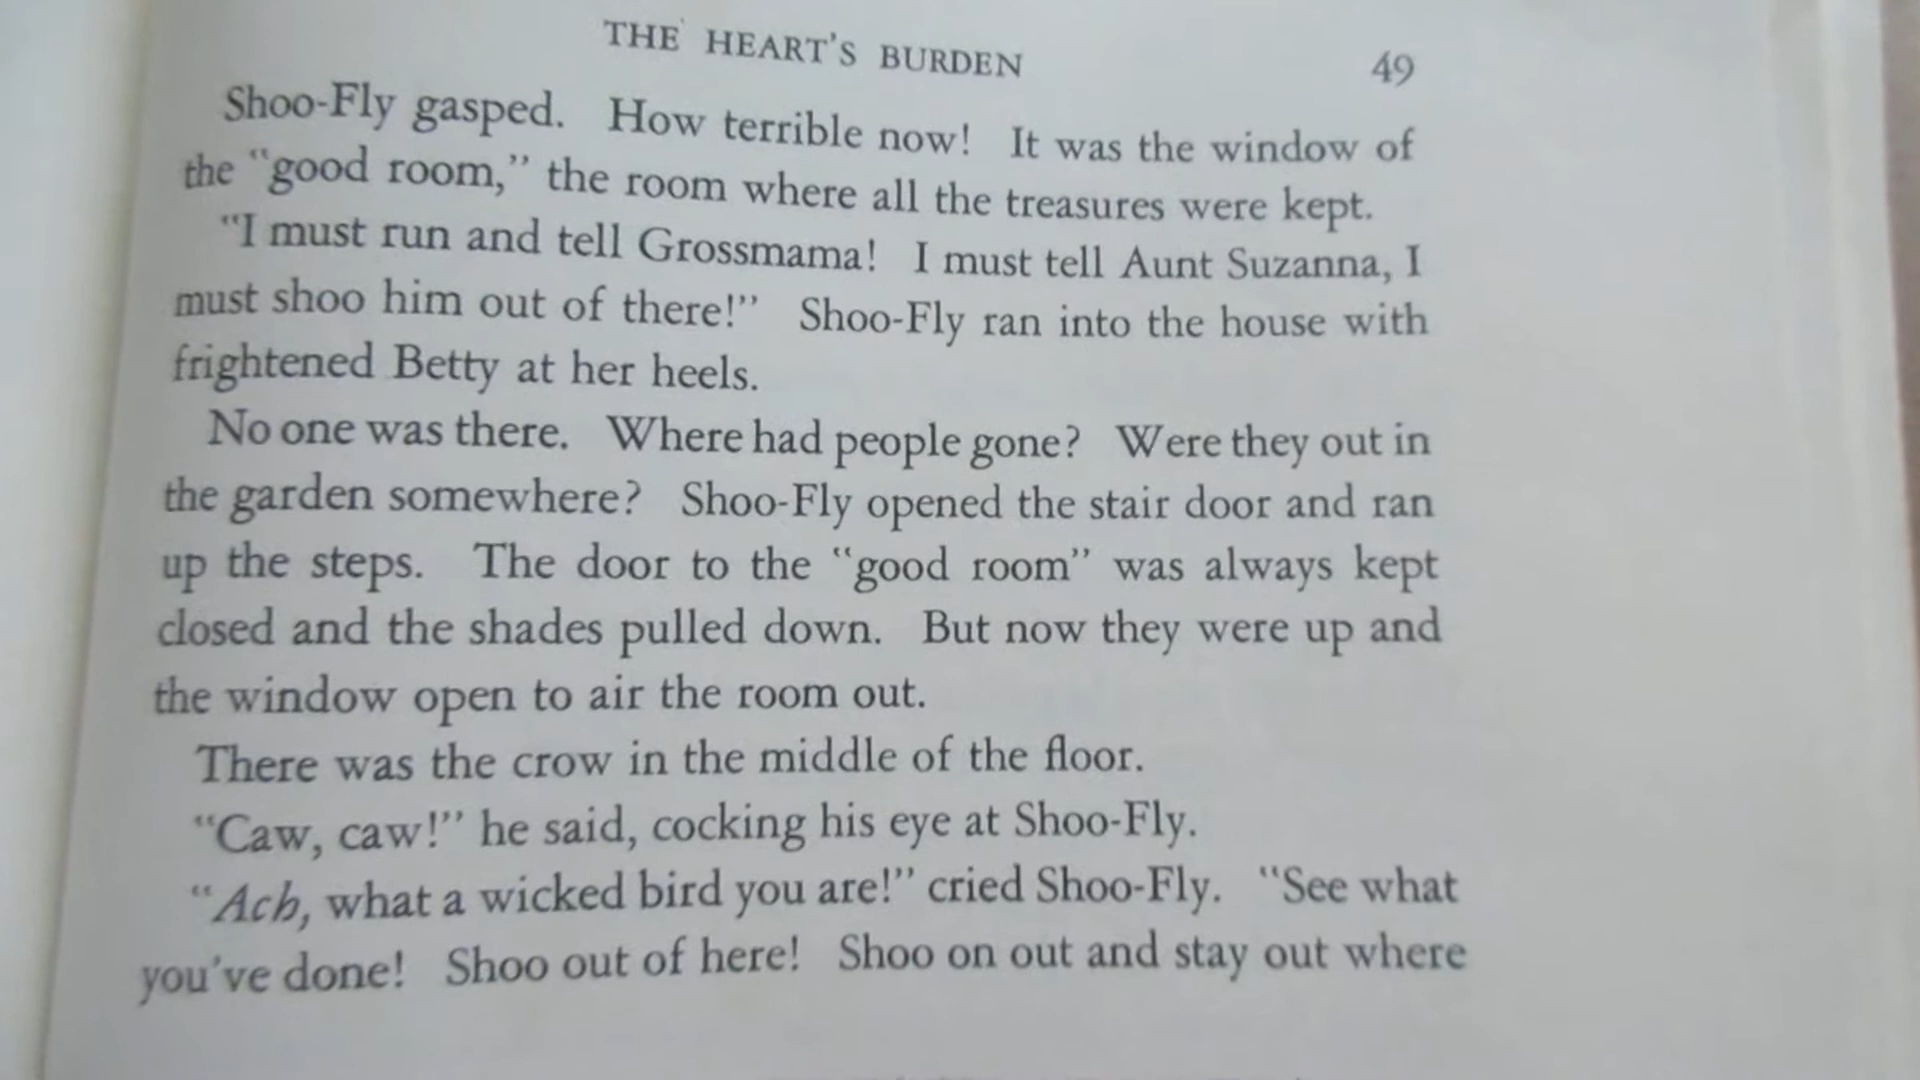 THE HEART'S BURDEN 49
Shoo-Fly gasped. How terrible now! It was the window of
the "good room," the room where all the treasures were kept.
"I must run and tell Grossmama! I must tell Aunt Suzanna, I
must shoo him out of there!" Shoo-Fly ran into the house with
frightened Betty at her heels.
No one was there. Where had people gone? Were they out in
the garden somewhere? Shoo-Fly opened the stair door and ran
up the steps. The door to the "good room" was always kept
closed and the shades pulled down. But now they were up and
the window open to air the room out.
There was the crow in the middle of the floor.
"Caw, caw!" he said, cocking his eye at Shoo-Fly.
"Ach, what a wicked bird you are!" cried Shoo-Fly. "See what
you've done! Shoo out of here! Shoo on out and stay out where